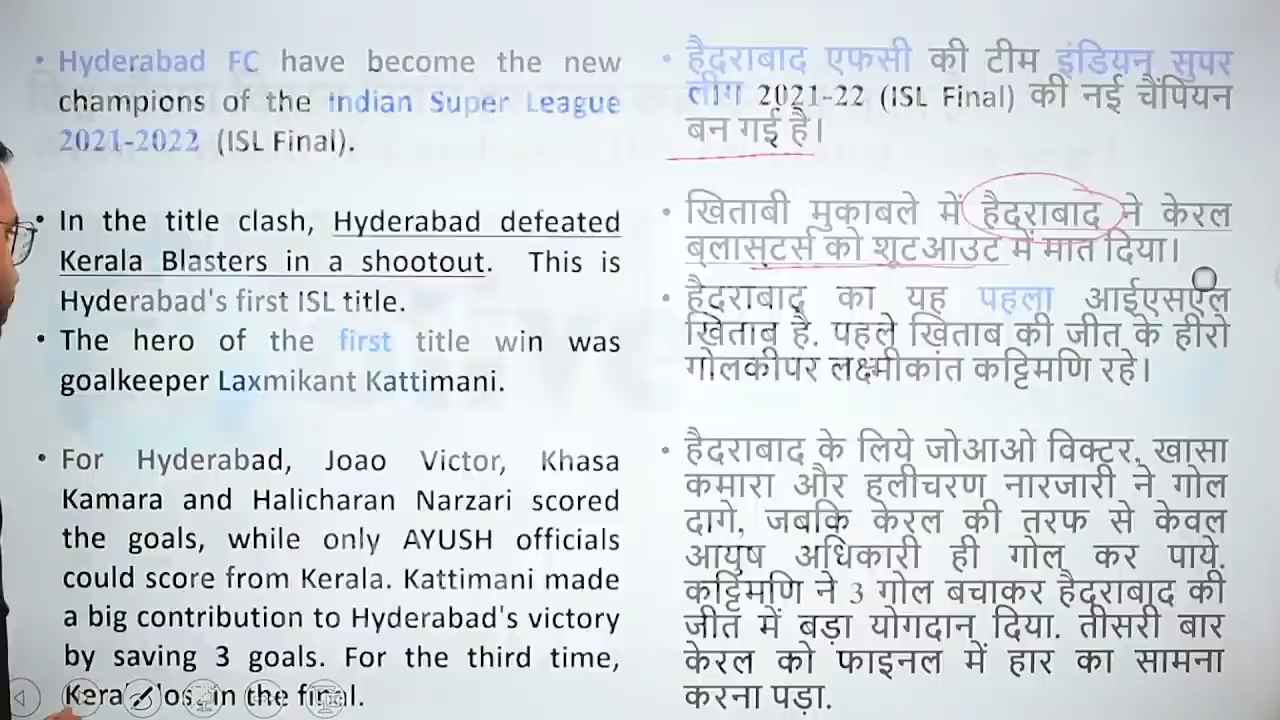 • Hyderabad FC have become the new
champions of the Indian Super League
2021-2022 (ISL Final).
• In the title clash, Hyderabad defeated
Kerala Blasters in a shootout. This is
Hyderabad's first ISL title.
• The hero of the first title win was
goalkeeper Laxmikant Kattimani.
• For Hyderabad, Joao Victor, Khasa
Kamara and Halicharan Narzari scored
the goals, while only AYUSH officials
could score from Kerala. Kattimani made
a big contribution to Hyderabad's victory
by saving 3 goals. For the third time,
in the final.
• हैदराबाद एफसी की टीम इंडियन सुपर
लीग 2021-22 (ISL Final) की नई चैंपियन
बन गई है।
• खिताबी मुकाबले में हैदराबाद ने केरल
ब्लास्टर्स को शूटआउट में मात दिया।
• हैदराबाद का यह पहला आईएसएल
खिताब है. पहले खिताब की जीत के हीरो
गोलकीपर लक्ष्मीकांत कट्टिमणि रहे।
• हैदराबाद के लिये जोआओ विक्टर, खासा
कमारा और हलीचरण नारजारी ने गोल
दागे, जबकि केरल की तरफ से केवल
आयुष अधिकारी ही गोल कर पाये.
कट्टिमणि ने 3 गोल बचाकर हैदराबाद की
जीत में बड़ा योगदान दिया. तीसरी बार
केरल को फाइनल में हार का सामना
करना पड़ा.